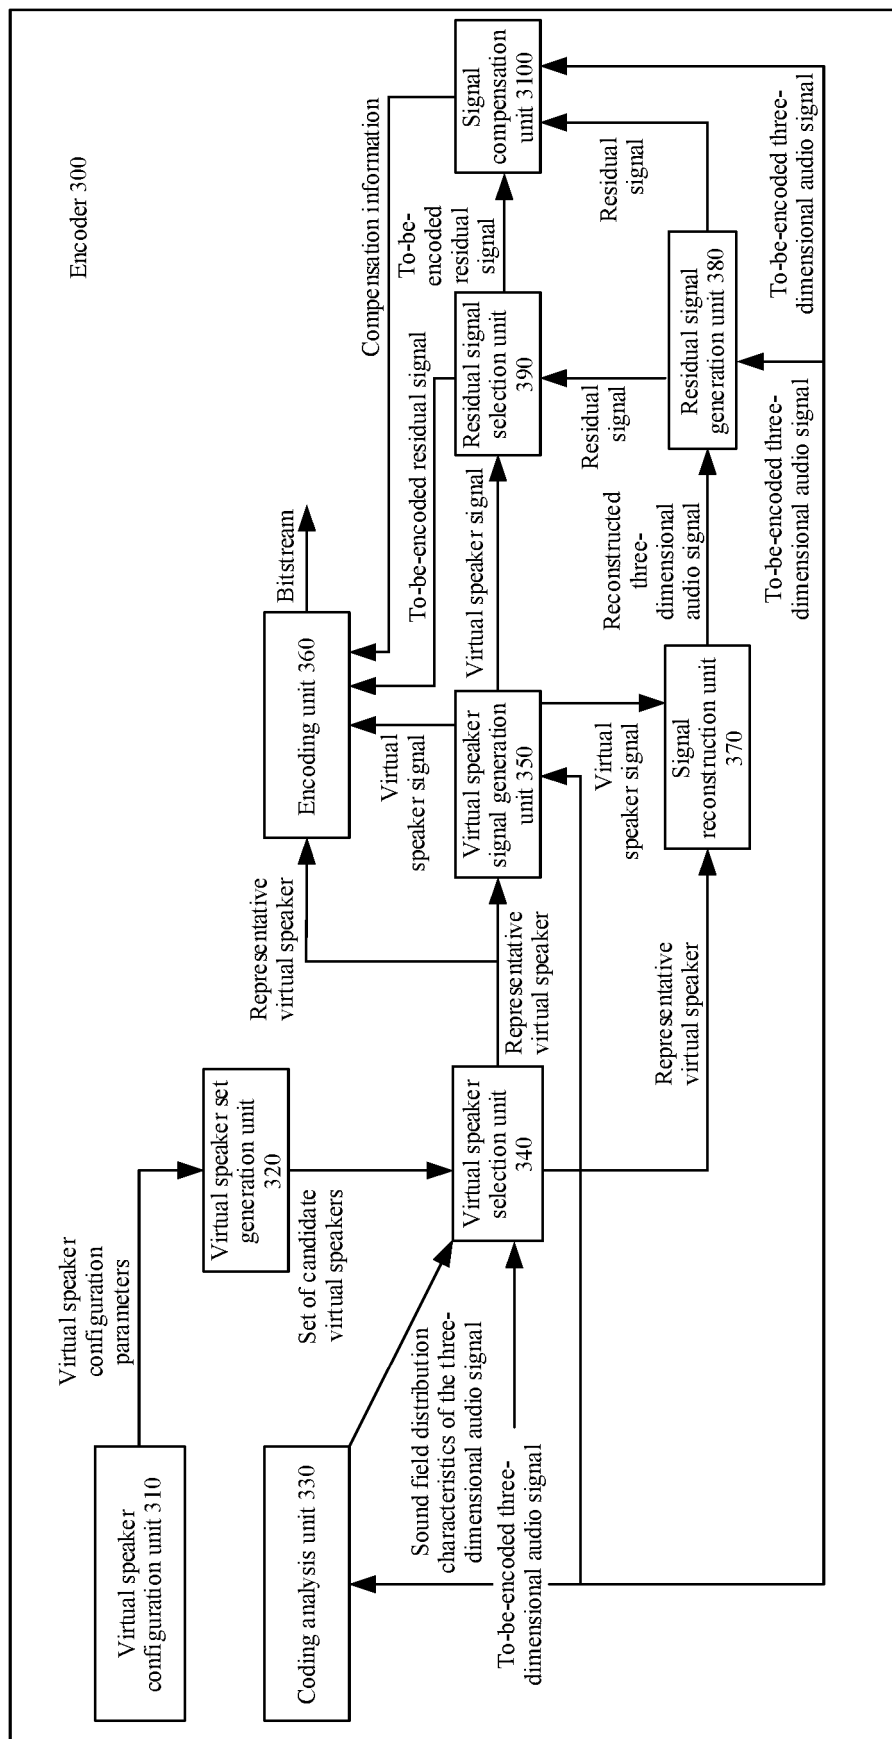 Encoder 300
Virtual speaker
configuration unit 310
Virtual speaker
configuration
parameters
Virtual speaker set
generation unit
320
Set of candidate
virtual speakers
Coding analysis unit 330
Sound field distribution
characteristics of the three-
dimensional audio signal
To-be-encoded three-
dimensional audio signal
Virtual speaker
selection unit
340
Representative
virtual speaker
Representative
virtual speaker
Representative
virtual speaker
Encoding unit 360
Bitstream
Virtual speaker
signal generation
unit 350
Virtual
speaker signal
Virtual speaker signal
Virtual
speaker signal
Signal
reconstruction unit
370
Reconstructed
three-
dimensional
audio signal
To-be-encoded residual signal
Compensation information
Residual signal
selection unit
390
To-be-
encoded
residual
signal
Residual
signal
Residual signal
generation unit 380
Residual
signal
Signal
compensation
unit 3100
To-be-encoded three-
dimensional audio signal
To-be-encoded three-
dimensional audio signal